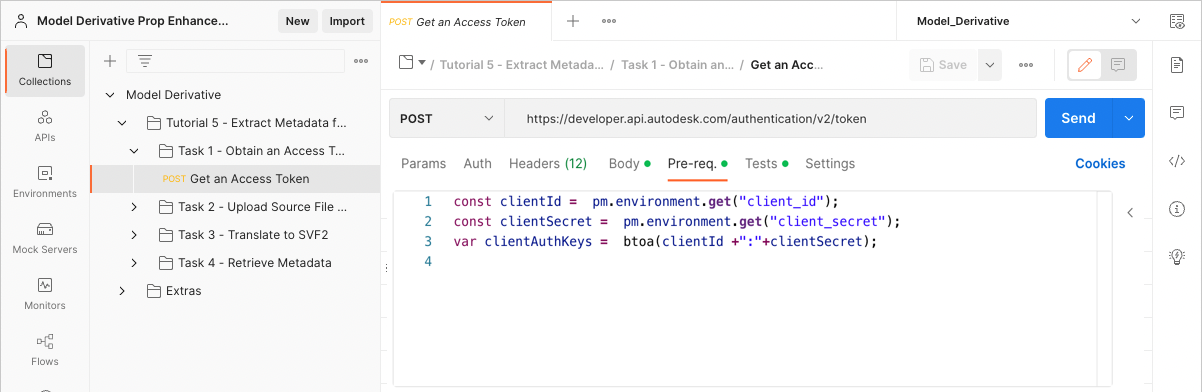 Model Derivative Prop Enhance...
New
Import
POST Get an Access Token
Model_Derivative
Collections
APIs
Environments
Mock Servers
Monitors
Flows
Model Derivative
Tutorial 5 - Extract Metadata f...
Task 1 - Obtain an Access T...
POST Get an Access Token
Task 2 - Upload Source File ...
Task 3 - Translate to SVF2
Task 4 - Retrieve Metadata
Extras
/ Tutorial 5 - Extract Metada... / Task 1 - Obtain an... / Get an Acc...
Save
POST
https://developer.api.autodesk.com/authentication/v2/token
Send
Params
Auth
Headers (12)
Body
Pre-req.
Tests
Settings
Cookies
1 const clientId =  pm.environment.get("client_id");
2 const clientSecret =  pm.environment.get("client_secret");
3 var clientAuthKeys =  btoa(clientId +":"+clientSecret);
4